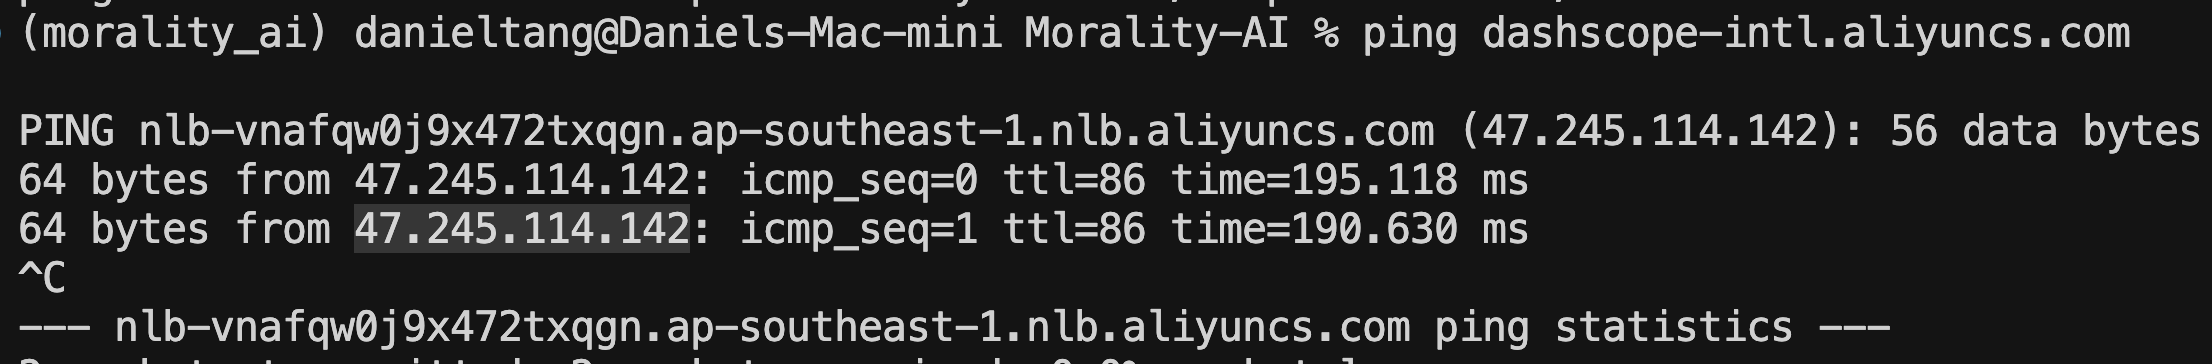 (morality_ai) danieltang@Daniels-Mac-mini Morality-AI % ping dashscope-intl.aliyuncs.com
PING nlb-vnafqw0j9x472txqgn.ap-southeast-1.nlb.aliyuncs.com (47.245.114.142): 56 data bytes
64 bytes from 47.245.114.142: icmp_seq=0 ttl=86 time=195.118 ms
64 bytes from 47.245.114.142: icmp_seq=1 ttl=86 time=190.630 ms
^C
--- nlb-vnafqw0j9x472txqgn.ap-southeast-1.nlb.aliyuncs.com ping statistics ---